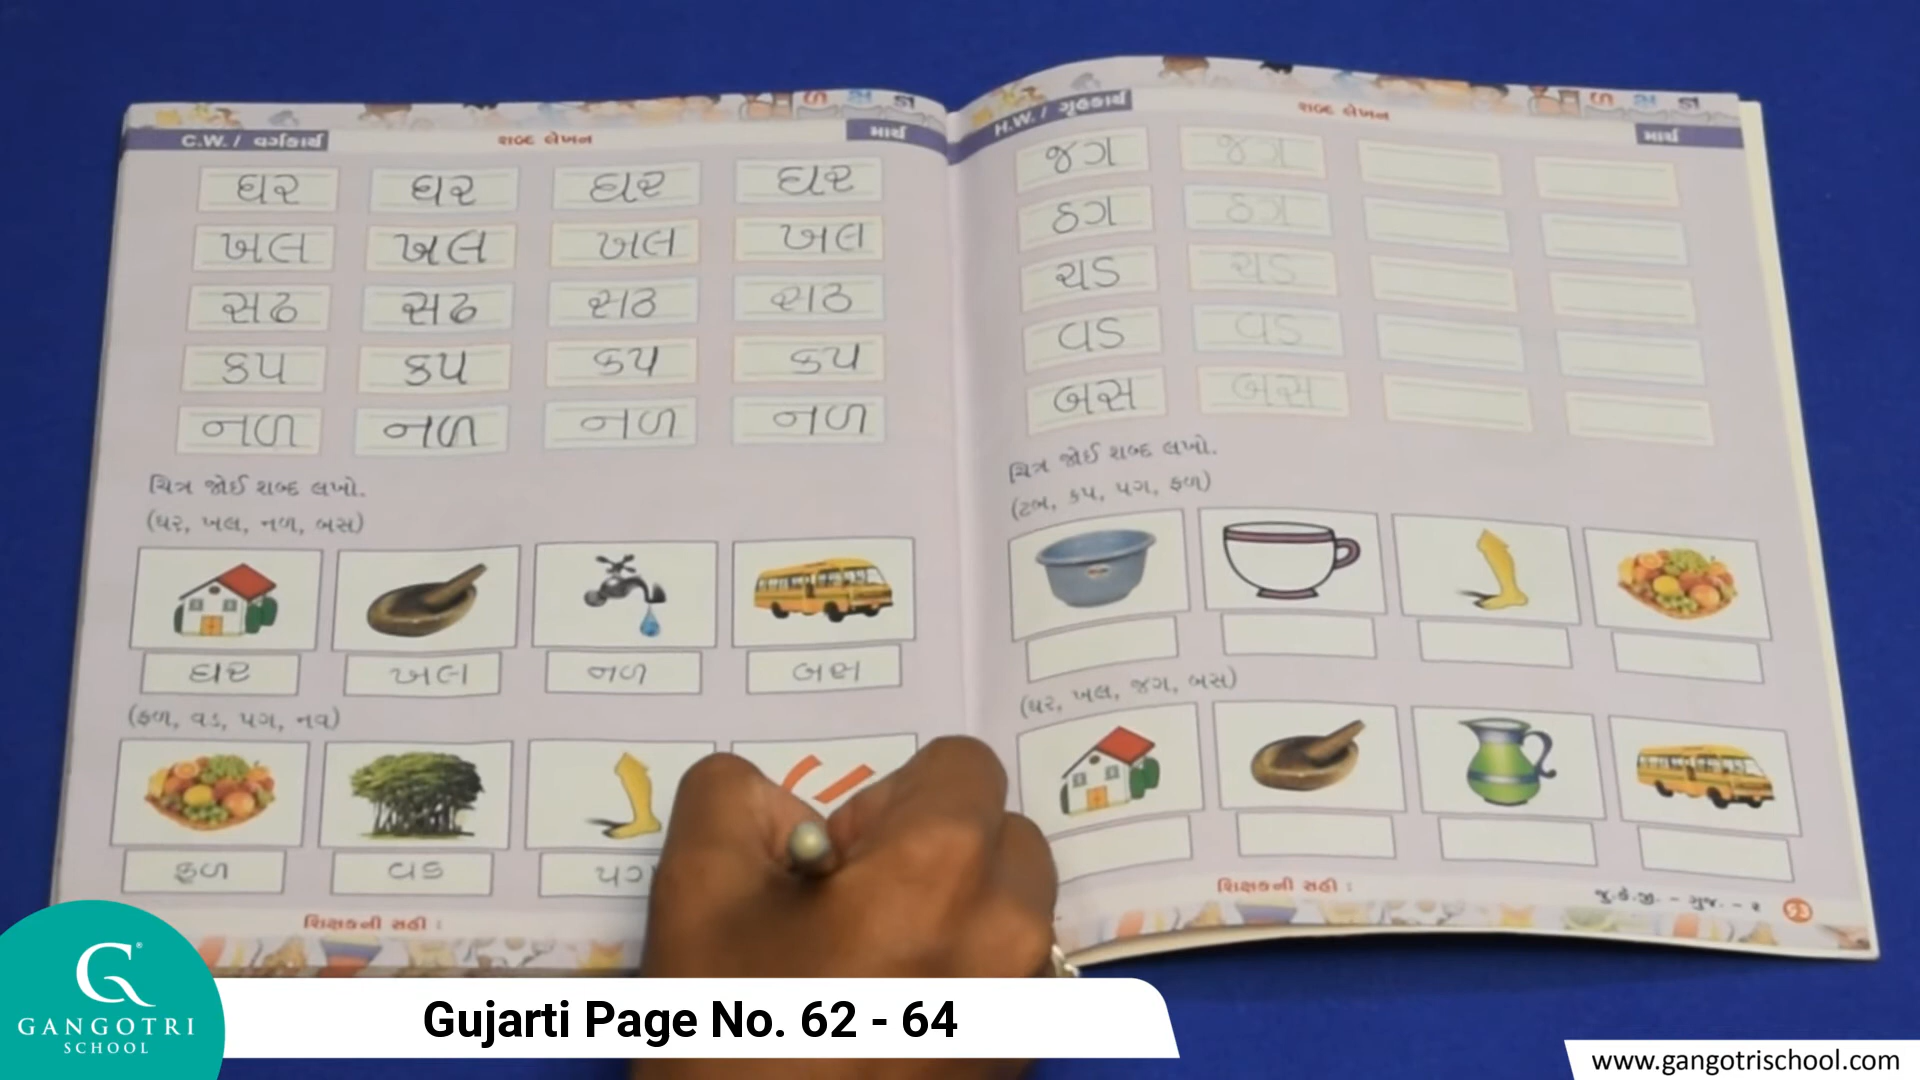 C.W. / વર્ગકાર્ય શબ્દ લેખન માર્ચ
ઘર ઘર ઘર ઘર
ખલ ખલ ખલ ખલ
સઢ સઢ સઠ સઠ
કપ કપ કપ કપ
નળ નળ નળ નળ
ચિત્ર જોઈ શબ્દ લખો.
(ઘર, ખલ, નળ, બસ)
ઘર ખલ નળ બસ
(ફળ, વડ, પગ, નવ)
ફળ વડ પગ
શિક્ષકની સહી :
ળ ક્ષ જ્ઞ
H.W. / ગૃહકાર્ય શબ્દ લેખન માર્ચ
જગ જગ
ઠગ ઠગ
ચડ ચડ
વડ વડ
બસ બસ
ચિત્ર જોઈ શબ્દ લખો.
(ટબ, કપ, પગ, ફળ)
(ઘર, ખલ, જગ, બસ)
શિક્ષકની સહી :
જુ.કે.જી. - ગુજ. - ૨ 63
GANGOTRI
SCHOOL
Gujarti Page No. 62 - 64
www.gangotrischool.com